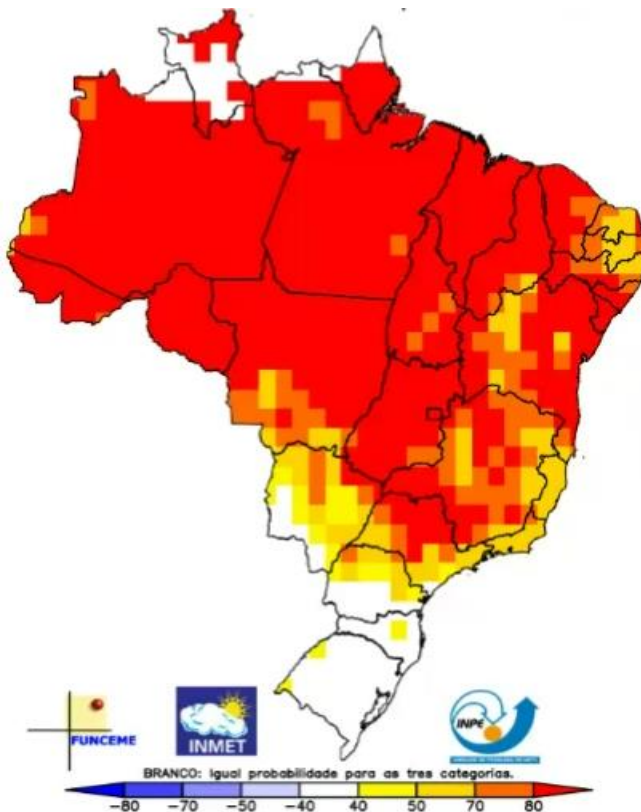 FUNCEME
INMET
INPE
BRANCO: Igual probabilidade para as tres categorias.
-80 -70 -50 -40 40 50 70 80